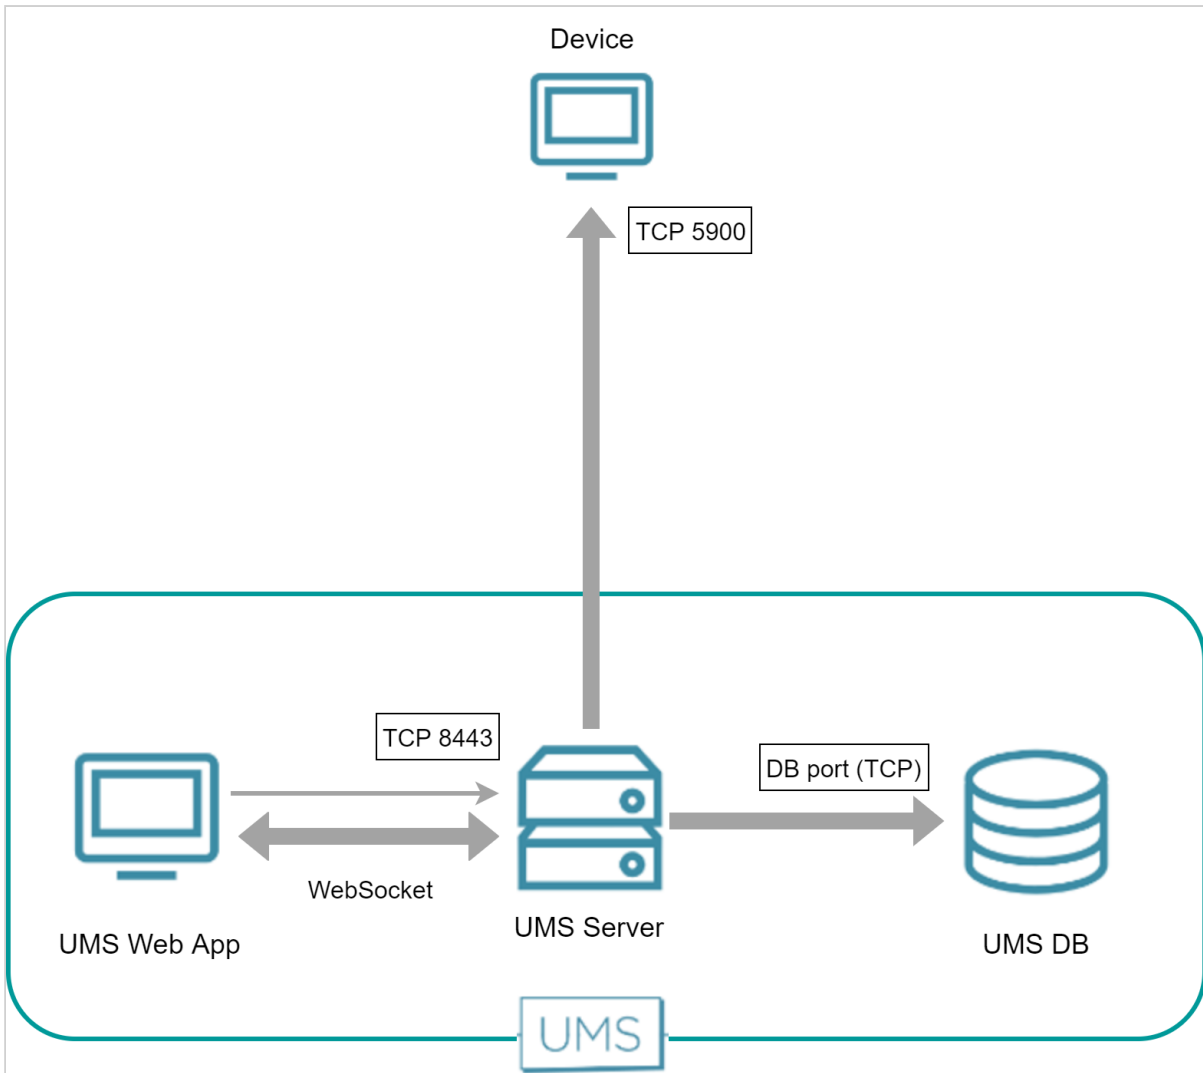 Device
TCP 5900
TCP 8443
DB port (TCP)
WebSocket
UMS Web App
UMS Server
UMS DB
UMS